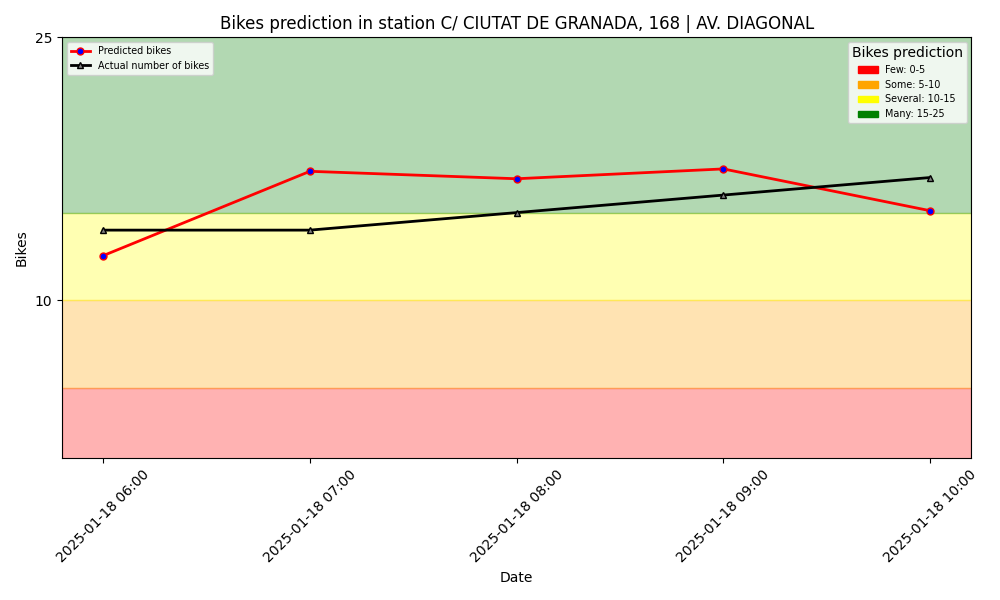 Bikes prediction in station C/ CIUTAT DE GRANADA, 168 | AV. DIAGONAL
Predicted bikes
Actual number of bikes
Bikes prediction
Few: 0-5
Some: 5-10
Several: 10-15
Many: 15-25
25
10
Bikes
2025-01-18 06:00
2025-01-18 07:00
2025-01-18 08:00
2025-01-18 09:00
2025-01-18 10:00
Date